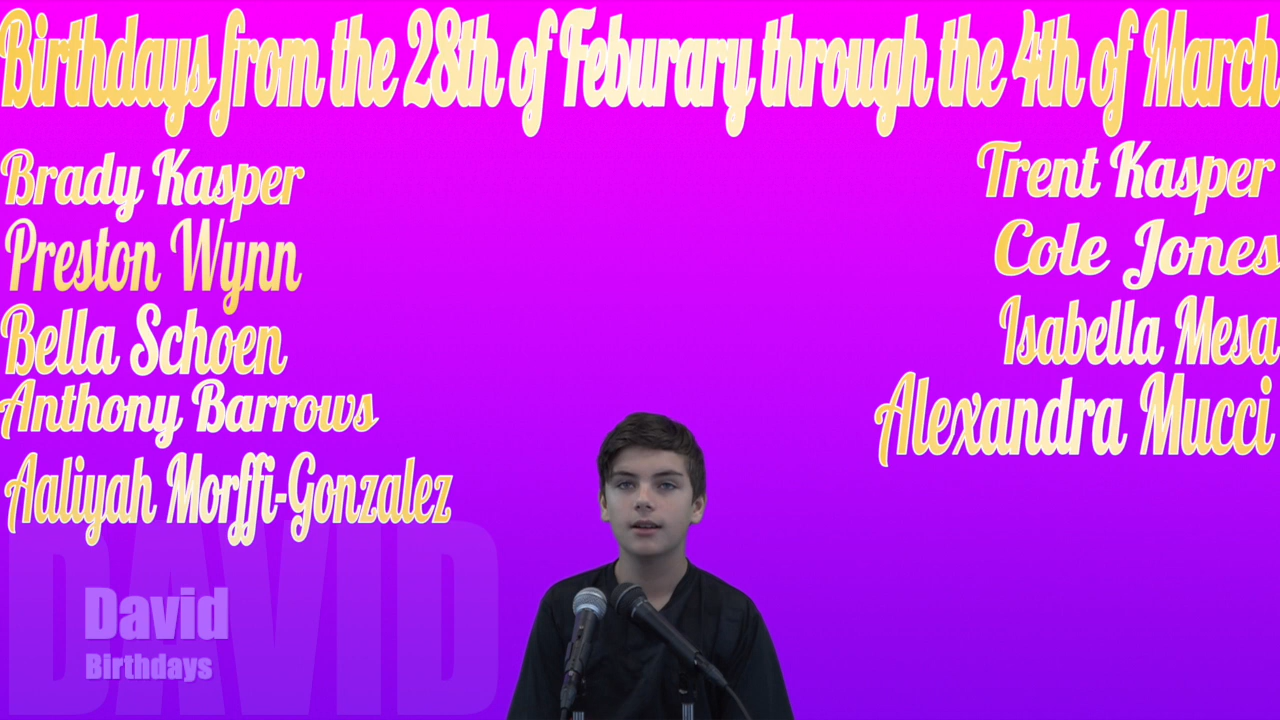 Birthdays from the 28th of Feburary through the 4th of March
Brady Kasper
Preston Wynn
Bella Schoen
Anthony Barrows
Aaliyah Morffi-Gonzalez
Trent Kasper
Cole Jones
Isabella Mesa
Alexandra Mucci
DAVID
David
Birthdays